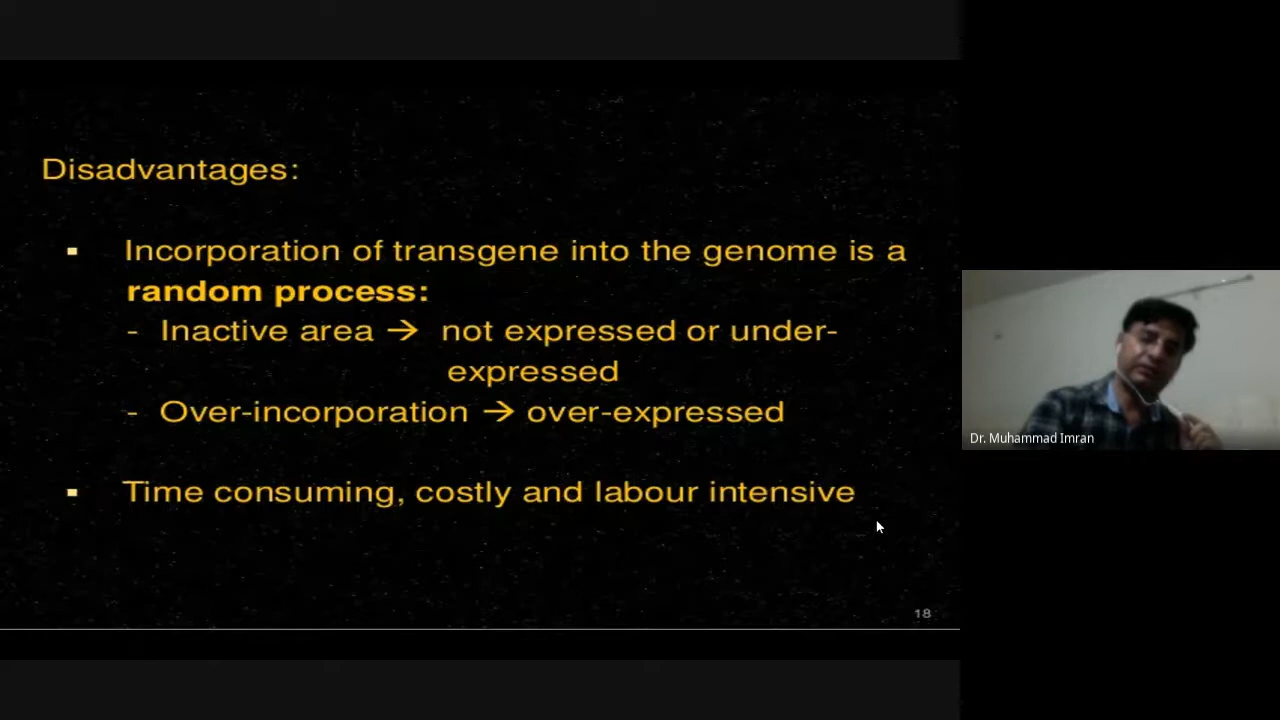 Disadvantages:
▪ Incorporation of transgene into the genome is a
random process:
- Inactive area → not expressed or under-
expressed
- Over-incorporation → over-expressed
▪ Time consuming, costly and labour intensive
18
Dr. Muhammad Imran